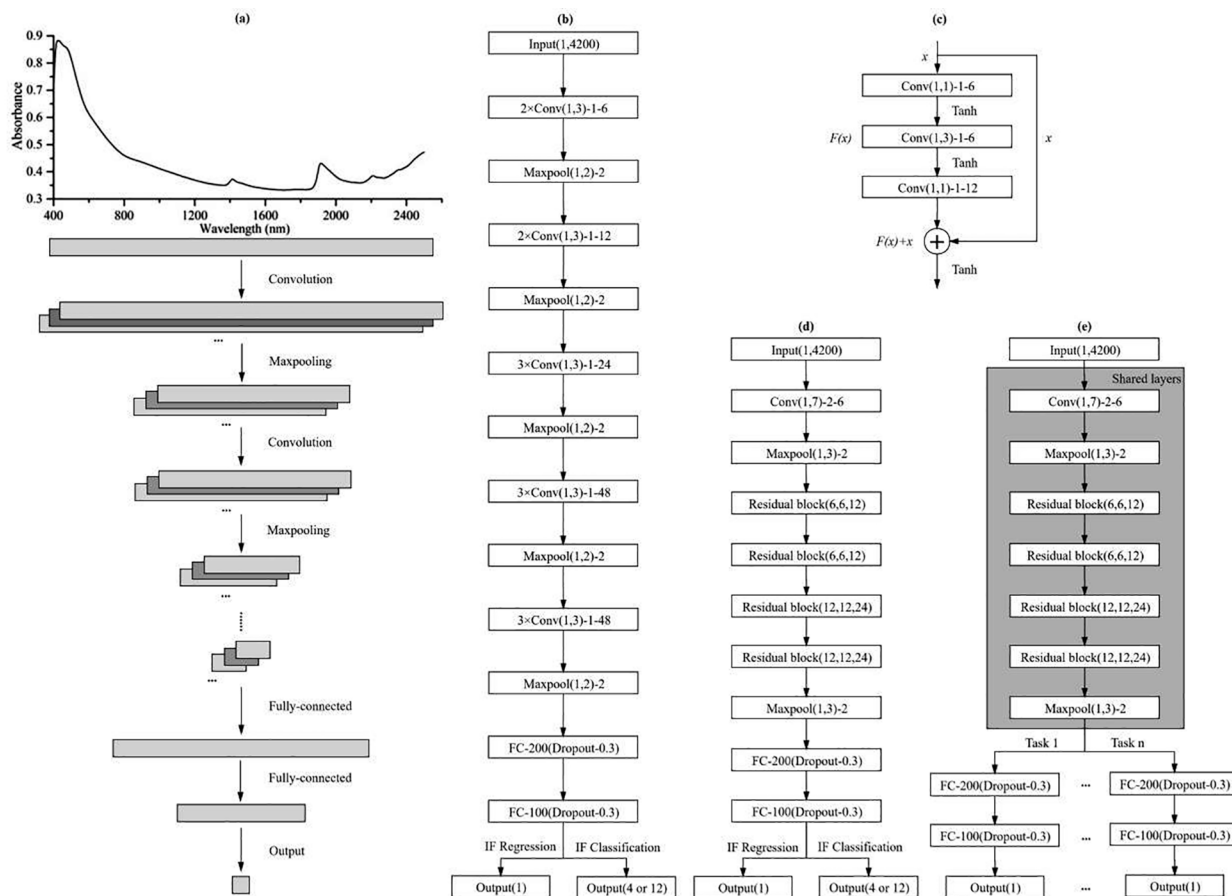 (a)
0.9
0.8
0.7
0.6
0.5
0.4
0.3
Absorbance
400
800
1200
1600
2000
2400
Wavelength (nm)
Convolution
...
Maxpooling
...
Convolution
...
Maxpooling
...
......
...
Fully-connected
Fully-connected
Output
(b)
Input(1,4200)
2×Conv(1,3)-1-6
Maxpool(1,2)-2
2×Conv(1,3)-1-12
Maxpool(1,2)-2
3×Conv(1,3)-1-24
Maxpool(1,2)-2
3×Conv(1,3)-1-48
Maxpool(1,2)-2
3×Conv(1,3)-1-48
Maxpool(1,2)-2
FC-200(Dropout-0.3)
FC-100(Dropout-0.3)
IF Regression
IF Classification
Output(1)
Output(4 or 12)
(c)
x
Conv(1,1)-1-6
Tanh
F(x)
Conv(1,3)-1-6
x
Tanh
Conv(1,1)-1-12
F(x)+x
+
Tanh
(d)
Input(1,4200)
Conv(1,7)-2-6
Maxpool(1,3)-2
Residual block(6,6,12)
Residual block(6,6,12)
Residual block(12,12,24)
Residual block(12,12,24)
Maxpool(1,3)-2
FC-200(Dropout-0.3)
FC-100(Dropout-0.3)
IF Regression
IF Classification
Output(1)
Output(4 or 12)
(e)
Input(1,4200)
Shared layers
Conv(1,7)-2-6
Maxpool(1,3)-2
Residual block(6,6,12)
Residual block(6,6,12)
Residual block(12,12,24)
Residual block(12,12,24)
Maxpool(1,3)-2
Task 1
Task n
FC-200(Dropout-0.3)
...
FC-200(Dropout-0.3)
FC-100(Dropout-0.3)
...
FC-100(Dropout-0.3)
Output(1)
...
Output(1)